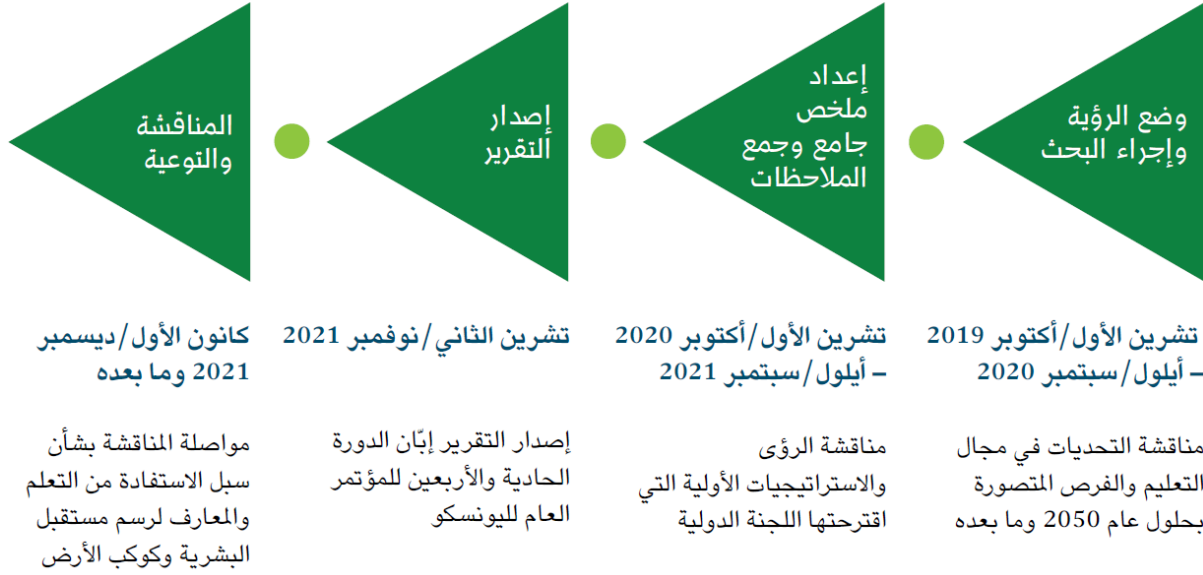 وضع الرؤية
وإجراء البحث
إعداد
ملخص
جامع وجمع
الملاحظات
إصدار
التقرير
المناقشة
والتوعية
تشرين الأول/أكتوبر 2019
– أيلول/سبتمبر 2020
مناقشة التحديات في مجال
التعليم والفرص المتصورة
بحلول عام 2050 وما بعده
تشرين الأول/أكتوبر 2020
– أيلول/سبتمبر 2021
مناقشة الرؤى
والاستراتيجيات الأولية التي
اقترحتها اللجنة الدولية
تشرين الثاني/نوفمبر 2021
إصدار التقرير إبّان الدورة
الحادية والأربعين للمؤتمر
العام لليونسكو
كانون الأول/ديسمبر
2021 وما بعده
مواصلة المناقشة بشأن
سبل الاستفادة من التعلم
والمعارف لرسم مستقبل
البشرية وكوكب الأرض